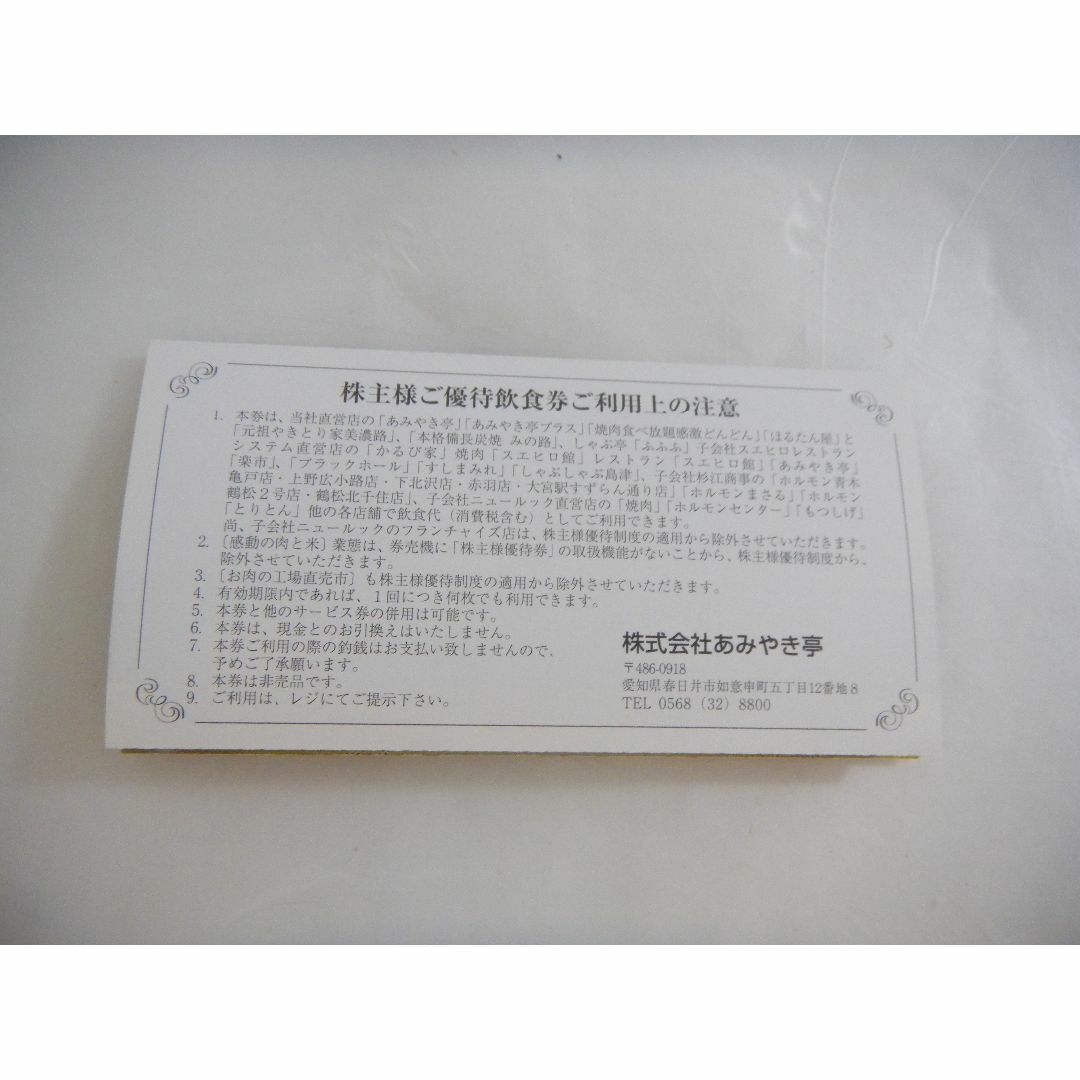 株主様ご優待飲食券ご利用上の注意
1. 本券は、当社直営店の「あみやき亭」「あみやき亭プラス」「焼肉食べ放題感激どんどん」「ほるたん屋」と
「元祖やきとり家美濃路」、「本格備長炭焼 みの路」、しゃぶ亭「ふふふ」子会社スエヒロレストラン
システム直営店の「かるび家」焼肉「スエヒロ館」レストラン「スエヒロ館」「あみやき亭」
「楽市」、「ブラックホール」「すしまみれ」「しゃぶしゃぶ島津」、子会社杉江商事の「ホルモン青木
亀戸店・上野広小路店・下北沢店・赤羽店・大宮駅すずらん通り店」「ホルモンまさる」「ホルモン
鶴松2号店・鶴松北千住店」、子会社ニュールック直営店の「焼肉」「ホルモンセンター」「もつしげ」
「とりとん」他の各店舗で飲食代（消費税含む）としてご利用できます。
尚、子会社ニュールックのフランチャイズ店は、株主様優待制度の適用から除外させていただきます。
2. ［感動の肉と米］業態は、券売機に「株主様優待券」の取扱機能がないことから、株主様優待制度から、
除外させていただきます。
3. ［お肉の工場直売市］も株主様優待制度の適用から除外させていただきます。
4. 有効期限内であれば、1回につき何枚でも利用できます。
5. 本券と他のサービス券の併用は可能です。
6. 本券は、現金とのお引換えはいたしません。
7. 本券ご利用の際の釣銭はお支払い致しませんので、
予めご了承願います。
8. 本券は非売品です。
9. ご利用は、レジにてご提示下さい。
株式会社あみやき亭
〒486-0918
愛知県春日井市如意申町五丁目12番地8
TEL 0568（32）8800